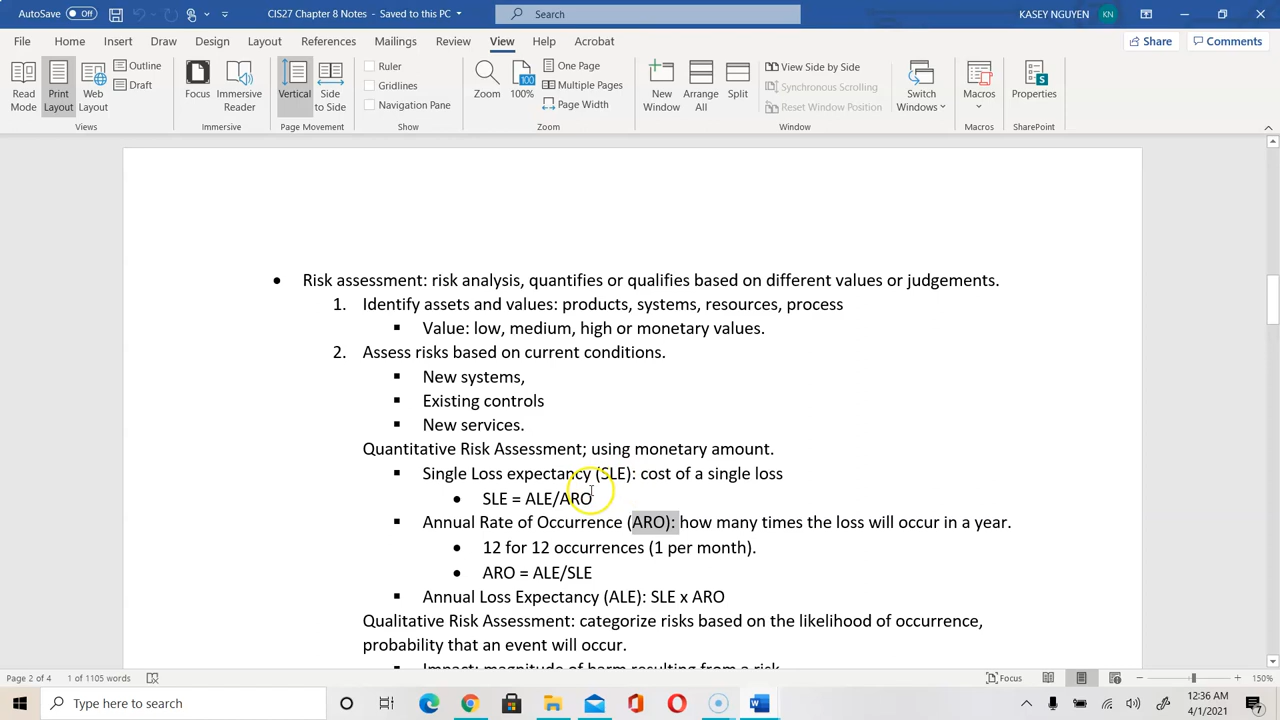 AutoSave Off CIS27 Chapter 8 Notes - Word Search KASEY NGUYEN KN
File Home Insert Draw Design Layout References Mailings Review View Help Acrobat Share Comments
Read Mode
Print Layout
Web Layout
Outline
Draft
Views
Focus
Immersive Reader
Immersive
Vertical
Side to Side
Page Movement
Ruler
Gridlines
Navigation Pane
Show
Zoom
100
100%
One Page
Multiple Pages
Page Width
Zoom
New Window
Arrange All
Split
View Side by Side
Synchronous Scrolling
Reset Window Position
Switch Windows
Window
Macros
Macros
Properties
SharePoint
• Risk assessment: risk analysis, quantifies or qualifies based on different values or judgements.
1. Identify assets and values: products, systems, resources, process
▪ Value: low, medium, high or monetary values.
2. Assess risks based on current conditions.
▪ New systems,
▪ Existing controls
▪ New services.
Quantitative Risk Assessment; using monetary amount.
▪ Single Loss expectancy (SLE): cost of a single loss
• SLE = ALE/ARO
▪ Annual Rate of Occurrence (ARO): how many times the loss will occur in a year.
• 12 for 12 occurrences (1 per month).
• ARO = ALE/SLE
▪ Annual Loss Expectancy (ALE): SLE x ARO
Qualitative Risk Assessment: categorize risks based on the likelihood of occurrence,
probability that an event will occur.
▪ Impact: magnitude of harm resulting from a risk
Page 2 of 4 1 of 1105 words Focus 150%
Type here to search
12:36 AM
4/1/2021
7